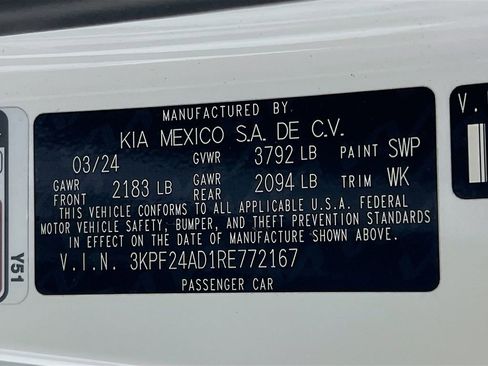 MANUFACTURED BY
KIA MEXICO S.A. DE C.V.
03/24 GVWR 3792 LB PAINT SWP
GAWR FRONT 2183 LB GAWR REAR 2094 LB TRIM WK
THIS VEHICLE CONFORMS TO ALL APPLICABLE U.S.A. FEDERAL
MOTOR VEHICLE SAFETY, BUMPER, AND THEFT PREVENTION STANDARDS
IN EFFECT ON THE DATE OF MANUFACTURE SHOWN ABOVE.
V.I.N. 3KPF24AD1RE772167
PASSENGER CAR
Y51
V.